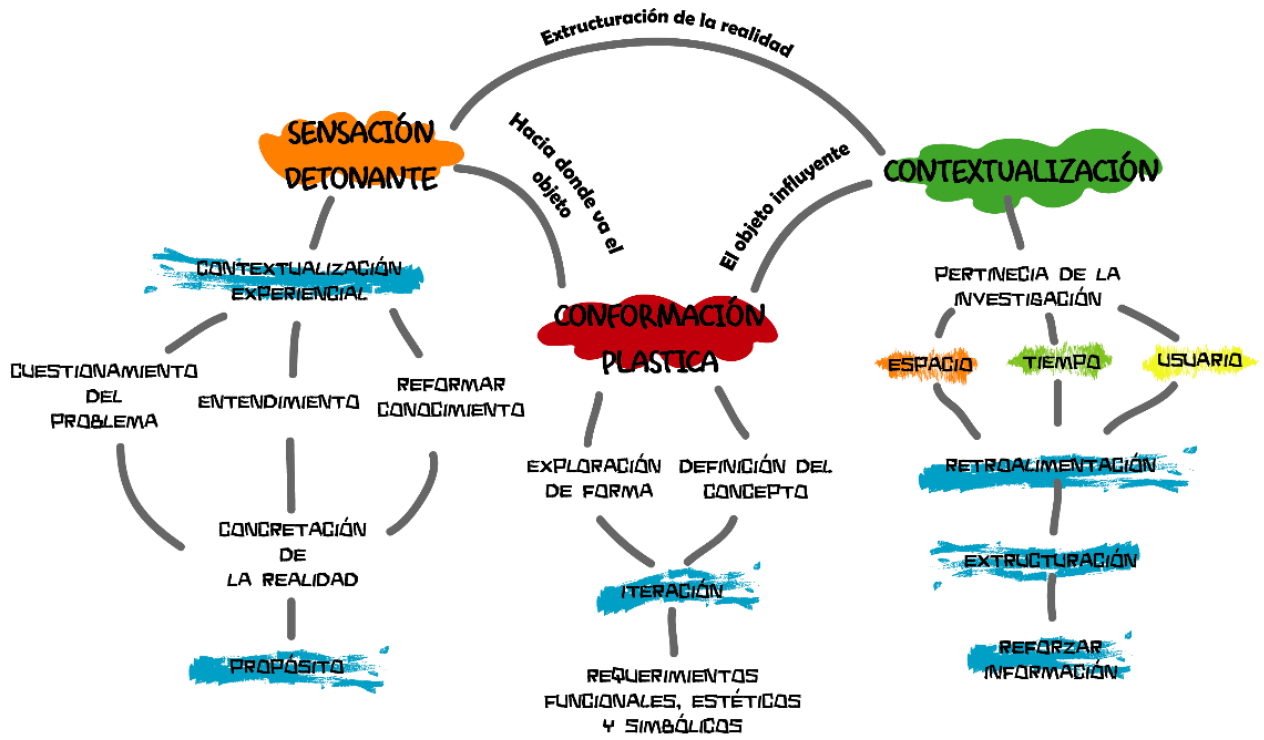 Extructuración de la realidad
SENSACIÓN
DETONANTE
Hacia donde va el
objeto
El objeto influyente
CONTEXTUALIZACIÓN
CONTEXTUALIZACIÓN
EXPERIENCIAL
CUESTIONAMIENTO
DEL
PROBLEMA
ENTENDIMIENTO
REFORMAR
CONOCIMIENTO
CONCRETACIÓN
DE
LA REALIDAD
PROPÓSITO
CONFORMACIÓN
PLASTICA
EXPLORACIÓN
DE FORMA
DEFINICIÓN DEL
CONCEPTO
ITERACIÓN
REQUERIMIENTOS
FUNCIONALES, ESTÉTICOS
Y SIMBÓLICOS
PERTINECIA DE LA
INVESTIGACIÓN
ESPACIO
TIEMPO
USUARIO
RETROALIMENTACIÓN
EXTRUCTURACIÓN
REFORZAR
INFORMACIÓN